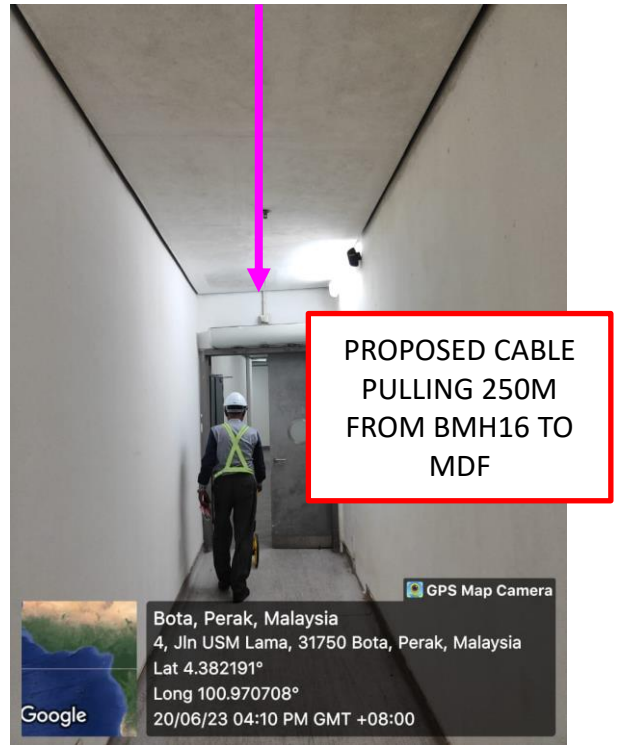 PROPOSED CABLE
PULLING 250M
FROM BMH16 TO
MDF
GPS Map Camera
Bota, Perak, Malaysia
4, Jln USM Lama, 31750 Bota, Perak, Malaysia
Lat 4.382191°
Long 100.970708°
20/06/23 04:10 PM GMT +08:00
Google